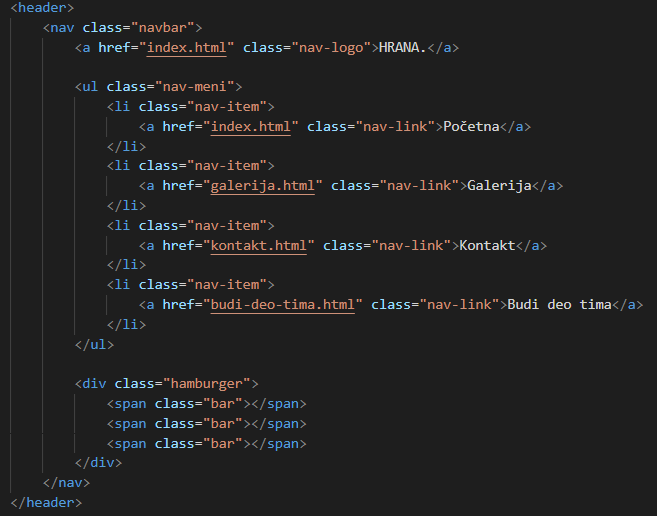 <header>
<nav class="navbar">
<a href="index.html" class="nav-logo">HRANA.</a>
<ul class="nav-meni">
<li class="nav-item">
<a href="index.html" class="nav-link">Početna</a>
</li>
<li class="nav-item">
<a href="galerija.html" class="nav-link">Galerija</a>
</li>
<li class="nav-item">
<a href="kontakt.html" class="nav-link">Kontakt</a>
</li>
<li class="nav-item">
<a href="budi-deo-tima.html" class="nav-link">Budi deo tima</a>
</li>
</ul>
<div class="hamburger">
<span class="bar"></span>
<span class="bar"></span>
<span class="bar"></span>
</div>
</nav>
</header>